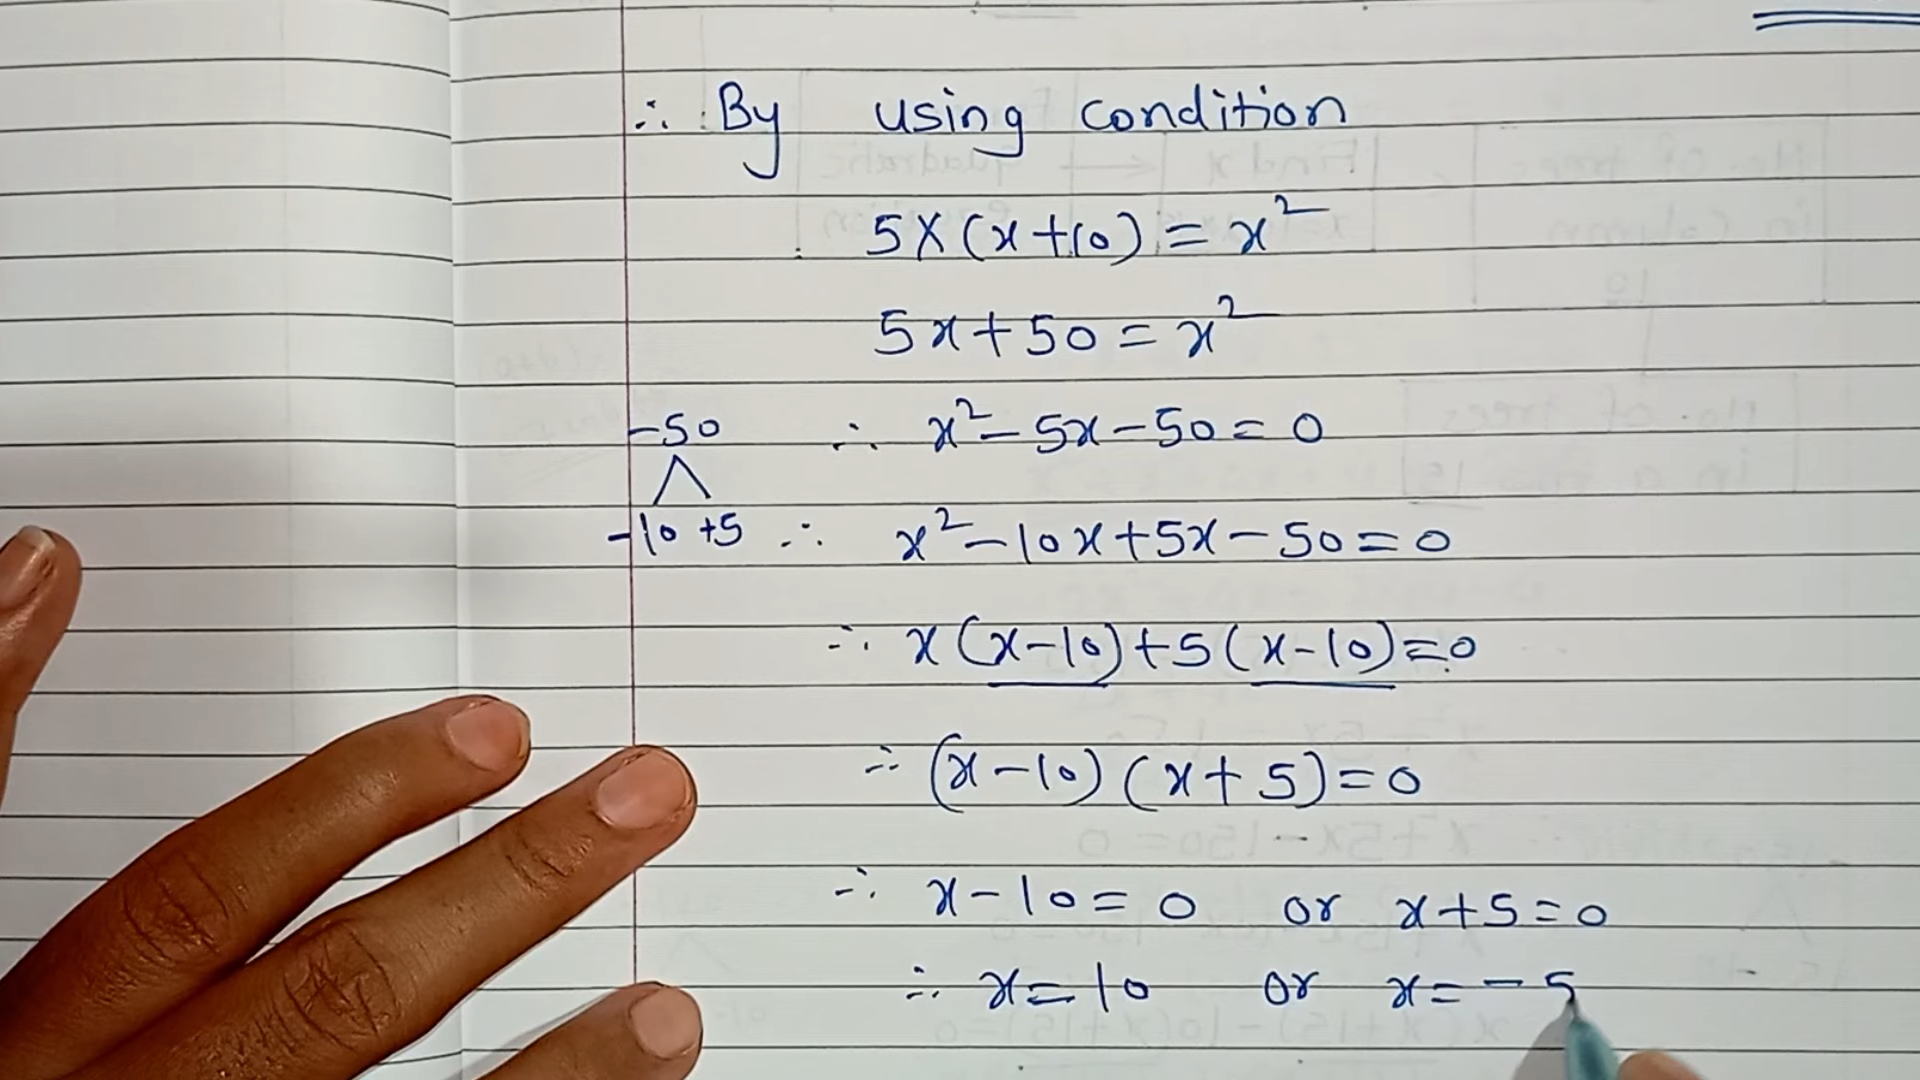 ∴ By using condition
5×(x+10)=x²
5x+50=x²
-50 ∴ x²-5x-50=0
-10 +5 ∴ x²-10x+5x-50=0
∴ x(x-10)+5(x-10)=0
∴ (x-10)(x+5)=0
∴ x-10=0 or x+5=0
∴ x=10 or x=-5